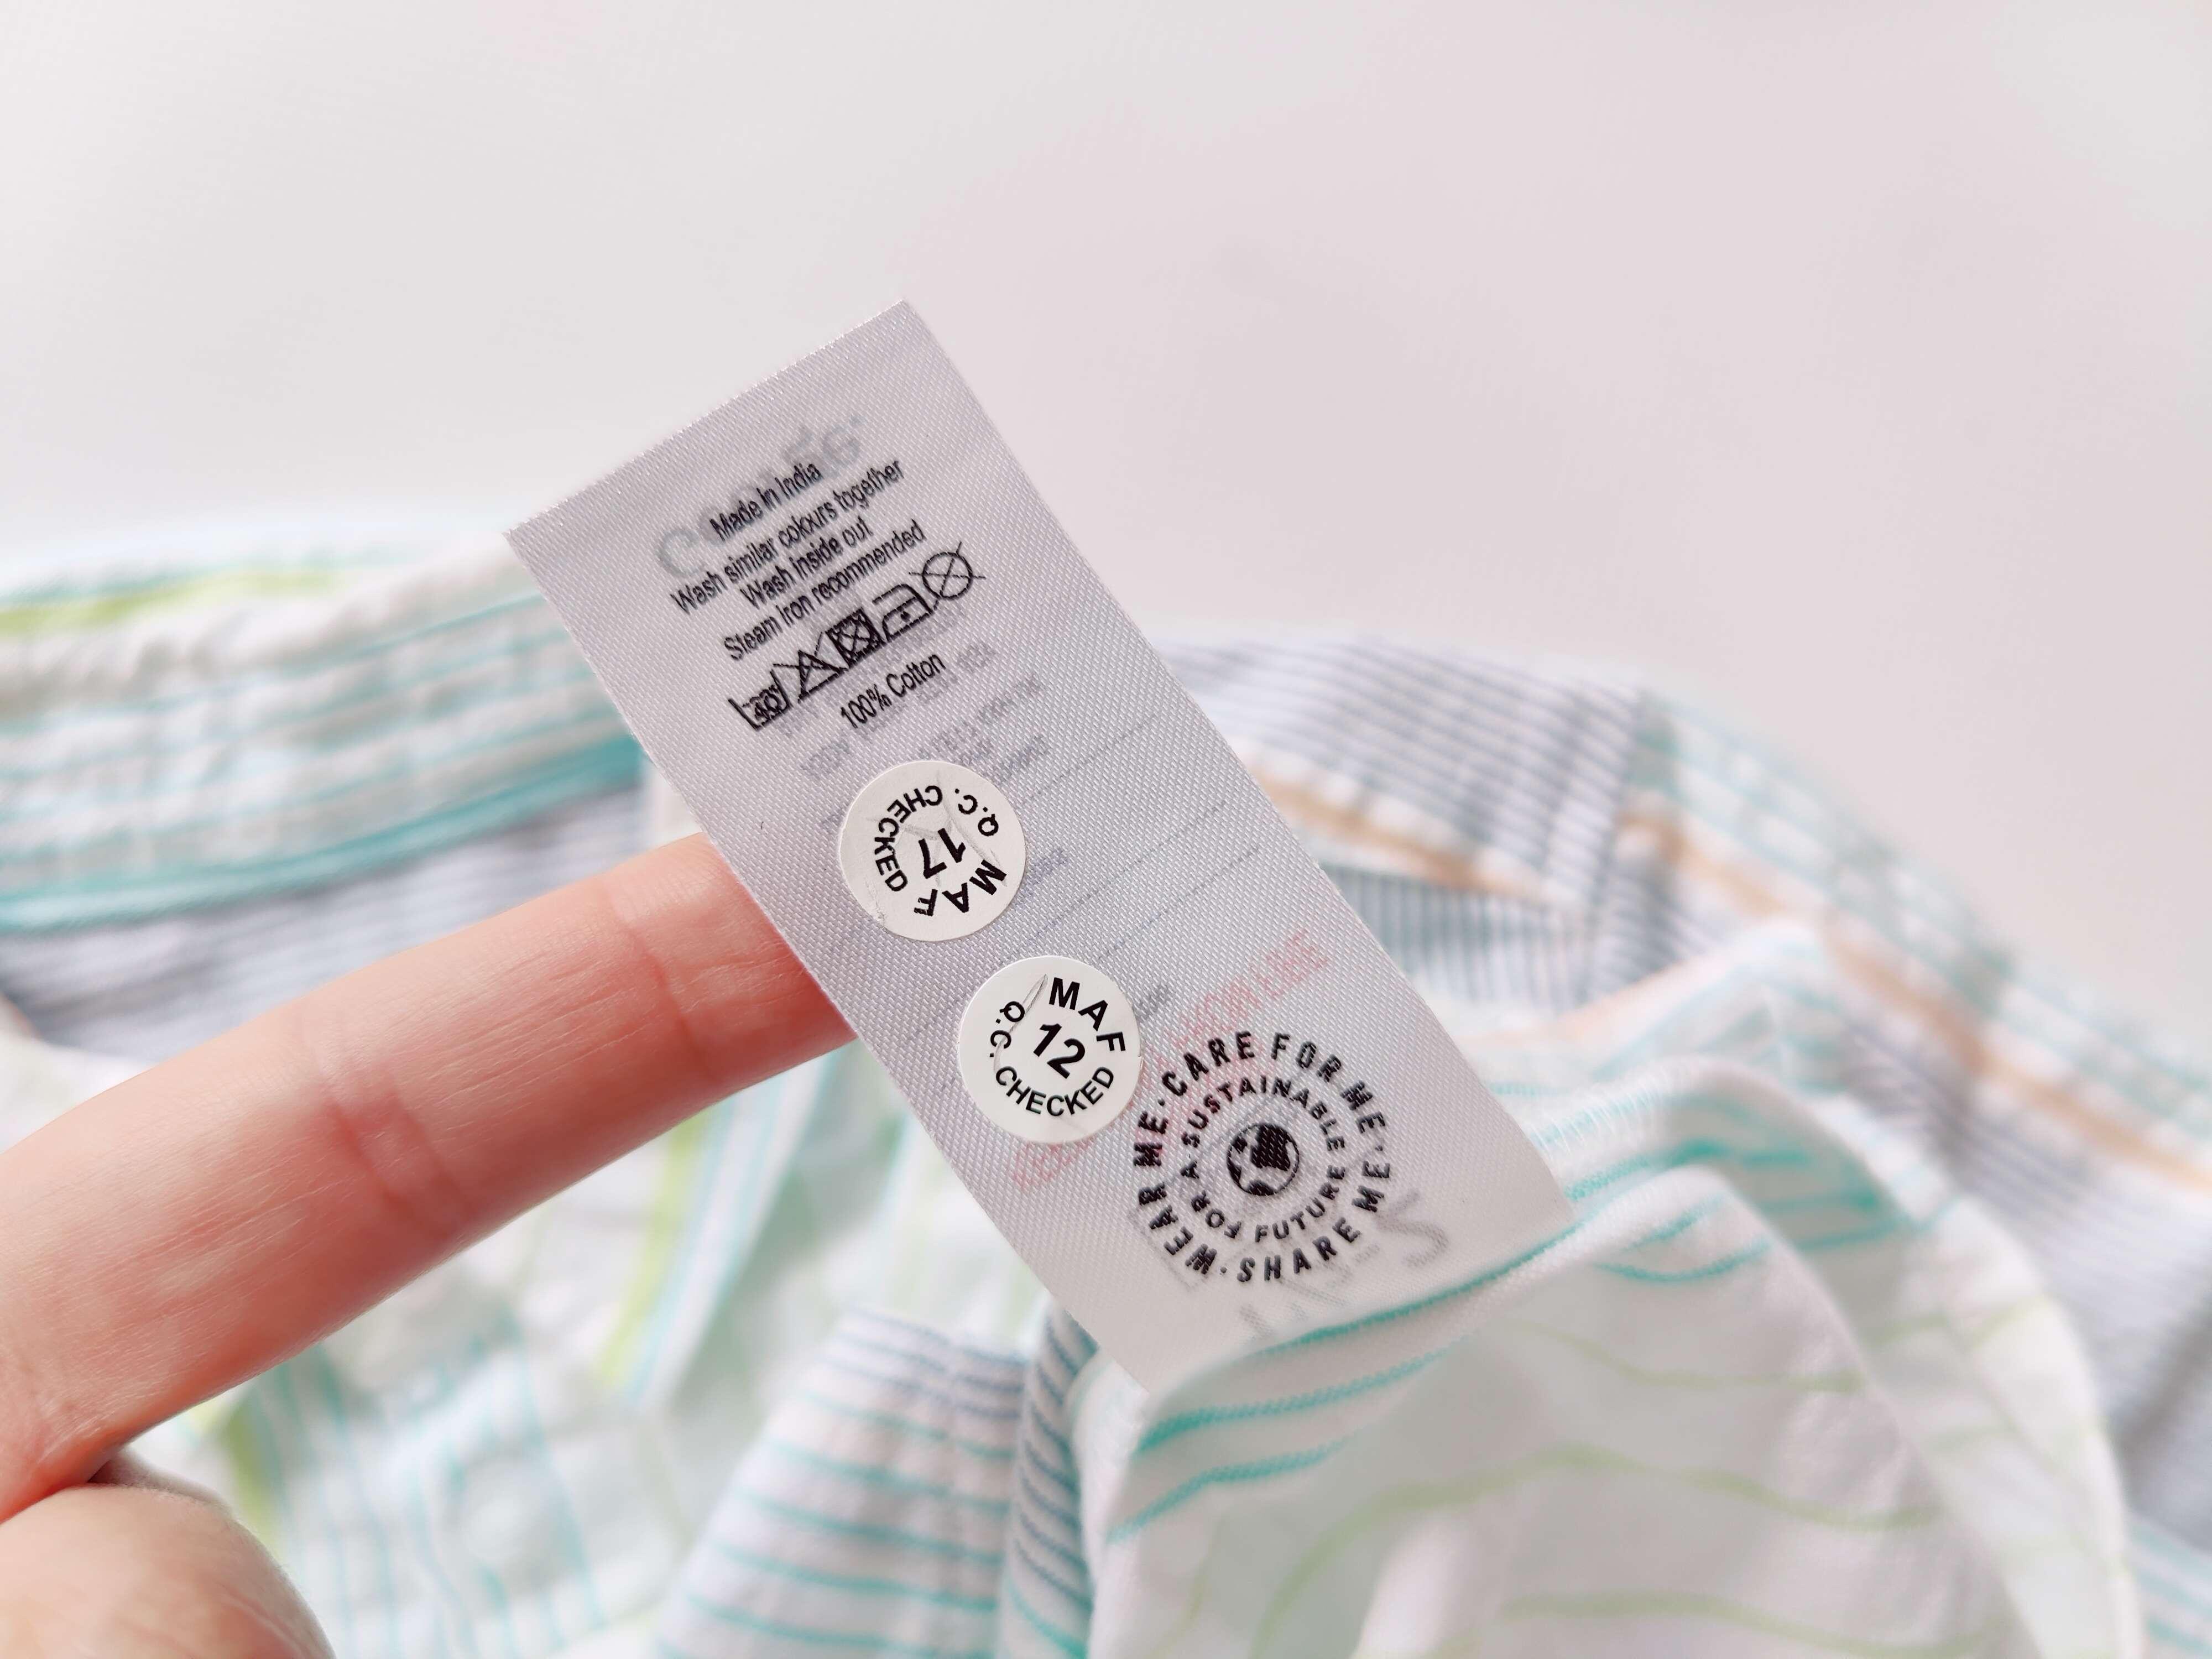 Made in India
Wash similar colours together
Wash inside out
Steam iron recommended
40
100% Cotton
MAF
17
Q.C. CHECKED
MAF
12
Q.C. CHECKED
WEAR ME · CARE FOR ME · SHARE ME ·
FOR A SUSTAINABLE FUTURE